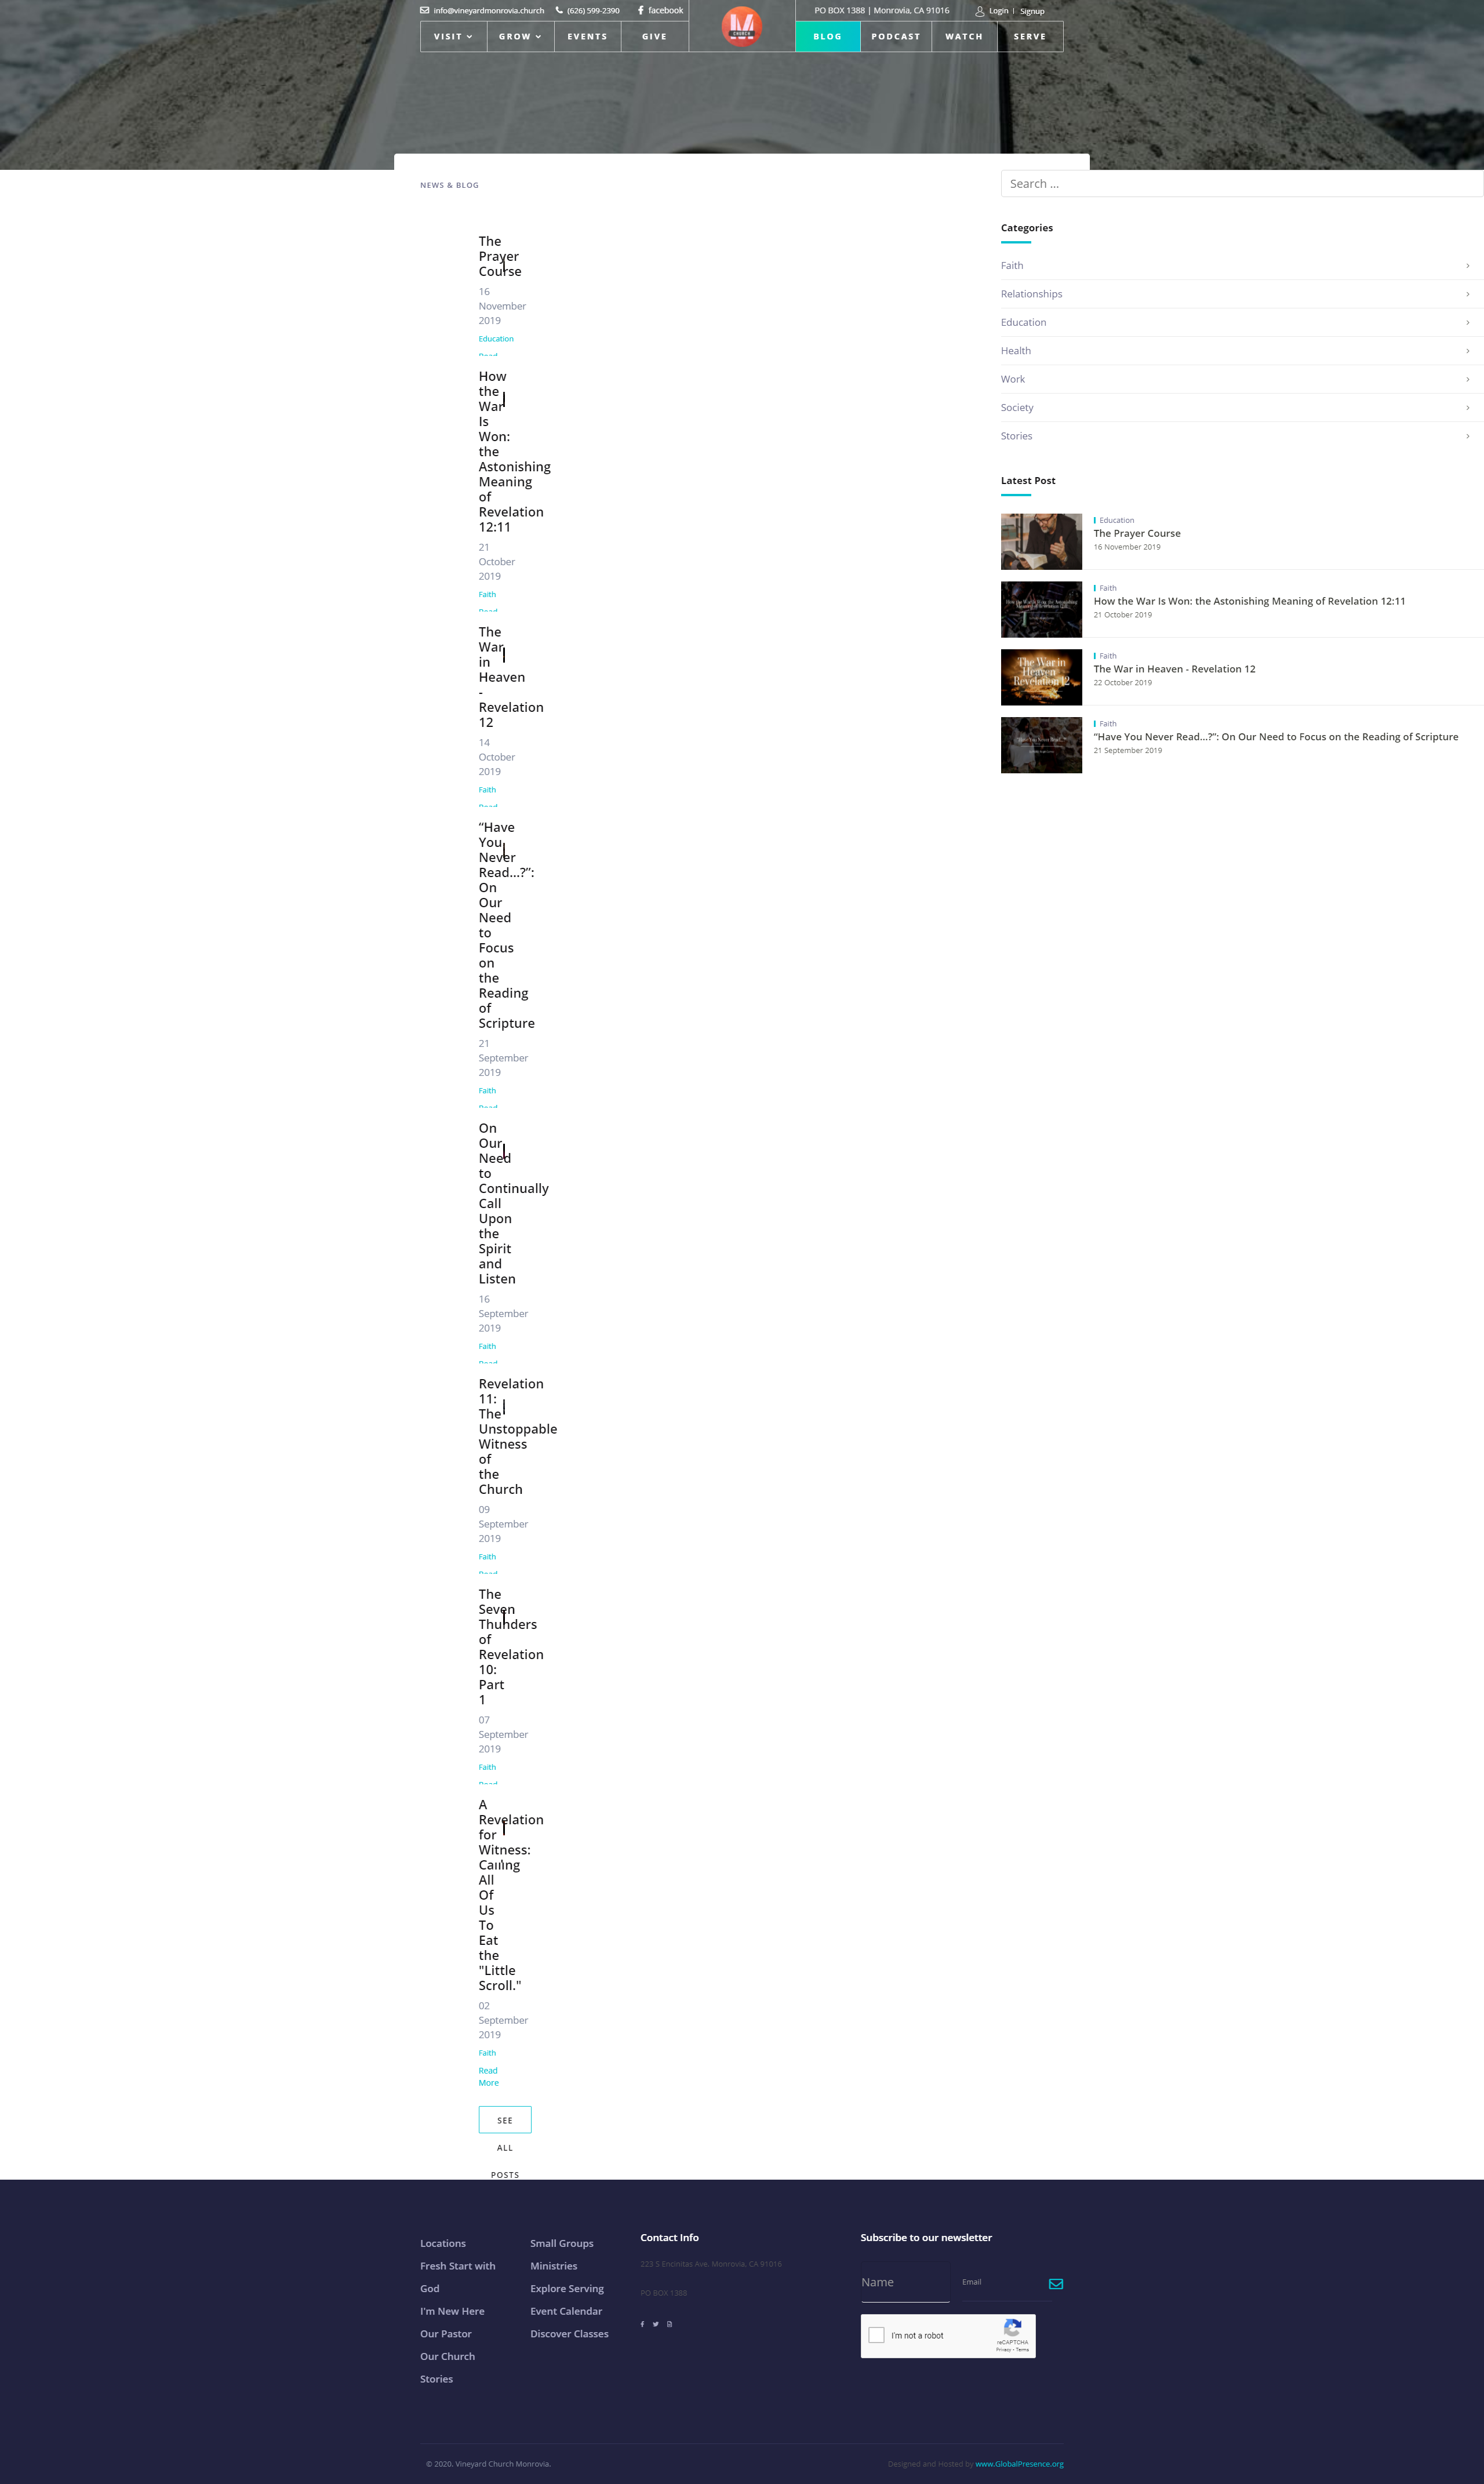 info@vineyardmonrovia.church (626) 599-2390 facebook
PO BOX 1388 | Monrovia, CA 91016 Login | Signup
VISIT GROW EVENTS GIVE
CHURCH
BLOG PODCAST WATCH SERVE
NEWS & BLOG
The
Prayer
Course
16
November
2019
Education
How
the
War
Is
Won:
the
Astonishing
Meaning
of
Revelation
12:11
21
October
2019
Faith
The
War
in
Heaven
-
Revelation
12
14
October
2019
Faith
“Have
You
Never
Read...?”:
On
Our
Need
to
Focus
on
the
Reading
of
Scripture
21
September
2019
Faith
On
Our
Need
to
Continually
Call
Upon
the
Spirit
and
Listen
16
September
2019
Faith
Revelation
11:
The
Unstoppable
Witness
of
the
Church
09
September
2019
Faith
The
Seven
Thunders
of
Revelation
10:
Part
1
07
September
2019
Faith
A
Revelation
for
Witness:
Calling
All
Of
Us
To
Eat
the
"Little
Scroll."
02
September
2019
Faith
Read
More
SEE
ALL
POSTS
Search ...
Categories
Faith
Relationships
Education
Health
Work
Society
Stories
Latest Post
Education
The Prayer Course
16 November 2019
Faith
How the War Is Won: the Astonishing Meaning of Revelation 12:11
21 October 2019
The War in
Heaven
Revelation 12
Faith
The War in Heaven - Revelation 12
22 October 2019
Faith
“Have You Never Read...?”: On Our Need to Focus on the Reading of Scripture
21 September 2019
Locations
Fresh Start with
God
I'm New Here
Our Pastor
Our Church
Stories
Small Groups
Ministries
Explore Serving
Event Calendar
Discover Classes
Contact Info
223 S Encinitas Ave, Monrovia, CA 91016
PO BOX 1388
Subscribe to our newsletter
Name Email
I'm not a robot
reCAPTCHA
Privacy - Terms
© 2020. Vineyard Church Monrovia.
Designed and Hosted by www.GlobalPresence.org